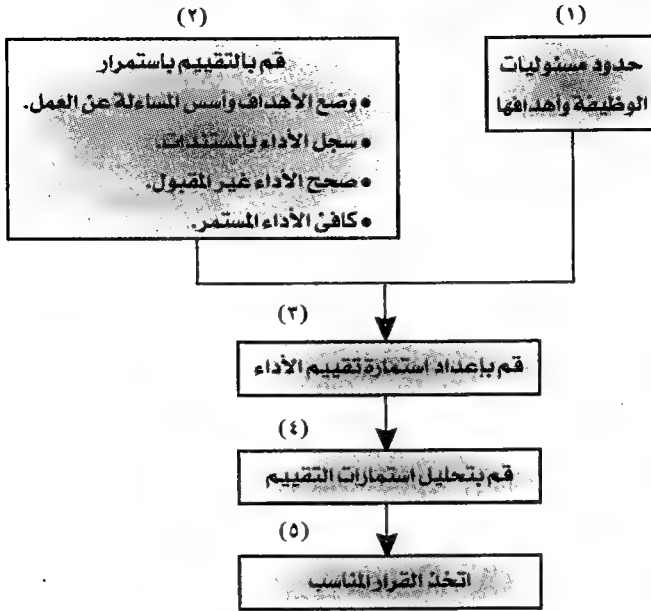 (١)
حدود مسئوليات
الوظيفة وأهدافها
(٢)
قم بالتقييم باستمرار
• وضع الأهداف وأسس المساءلة عن العمل.
• سجل الأداء بالمستندات.
• صحح الأداء غير المقبول.
• كافئ الأداء المستمر.
(٣)
قم بإعداد استمارة تقييم الأداء
(٤)
قم بتحليل استمارات التقييم
(٥)
اتخذ القرار المناسب